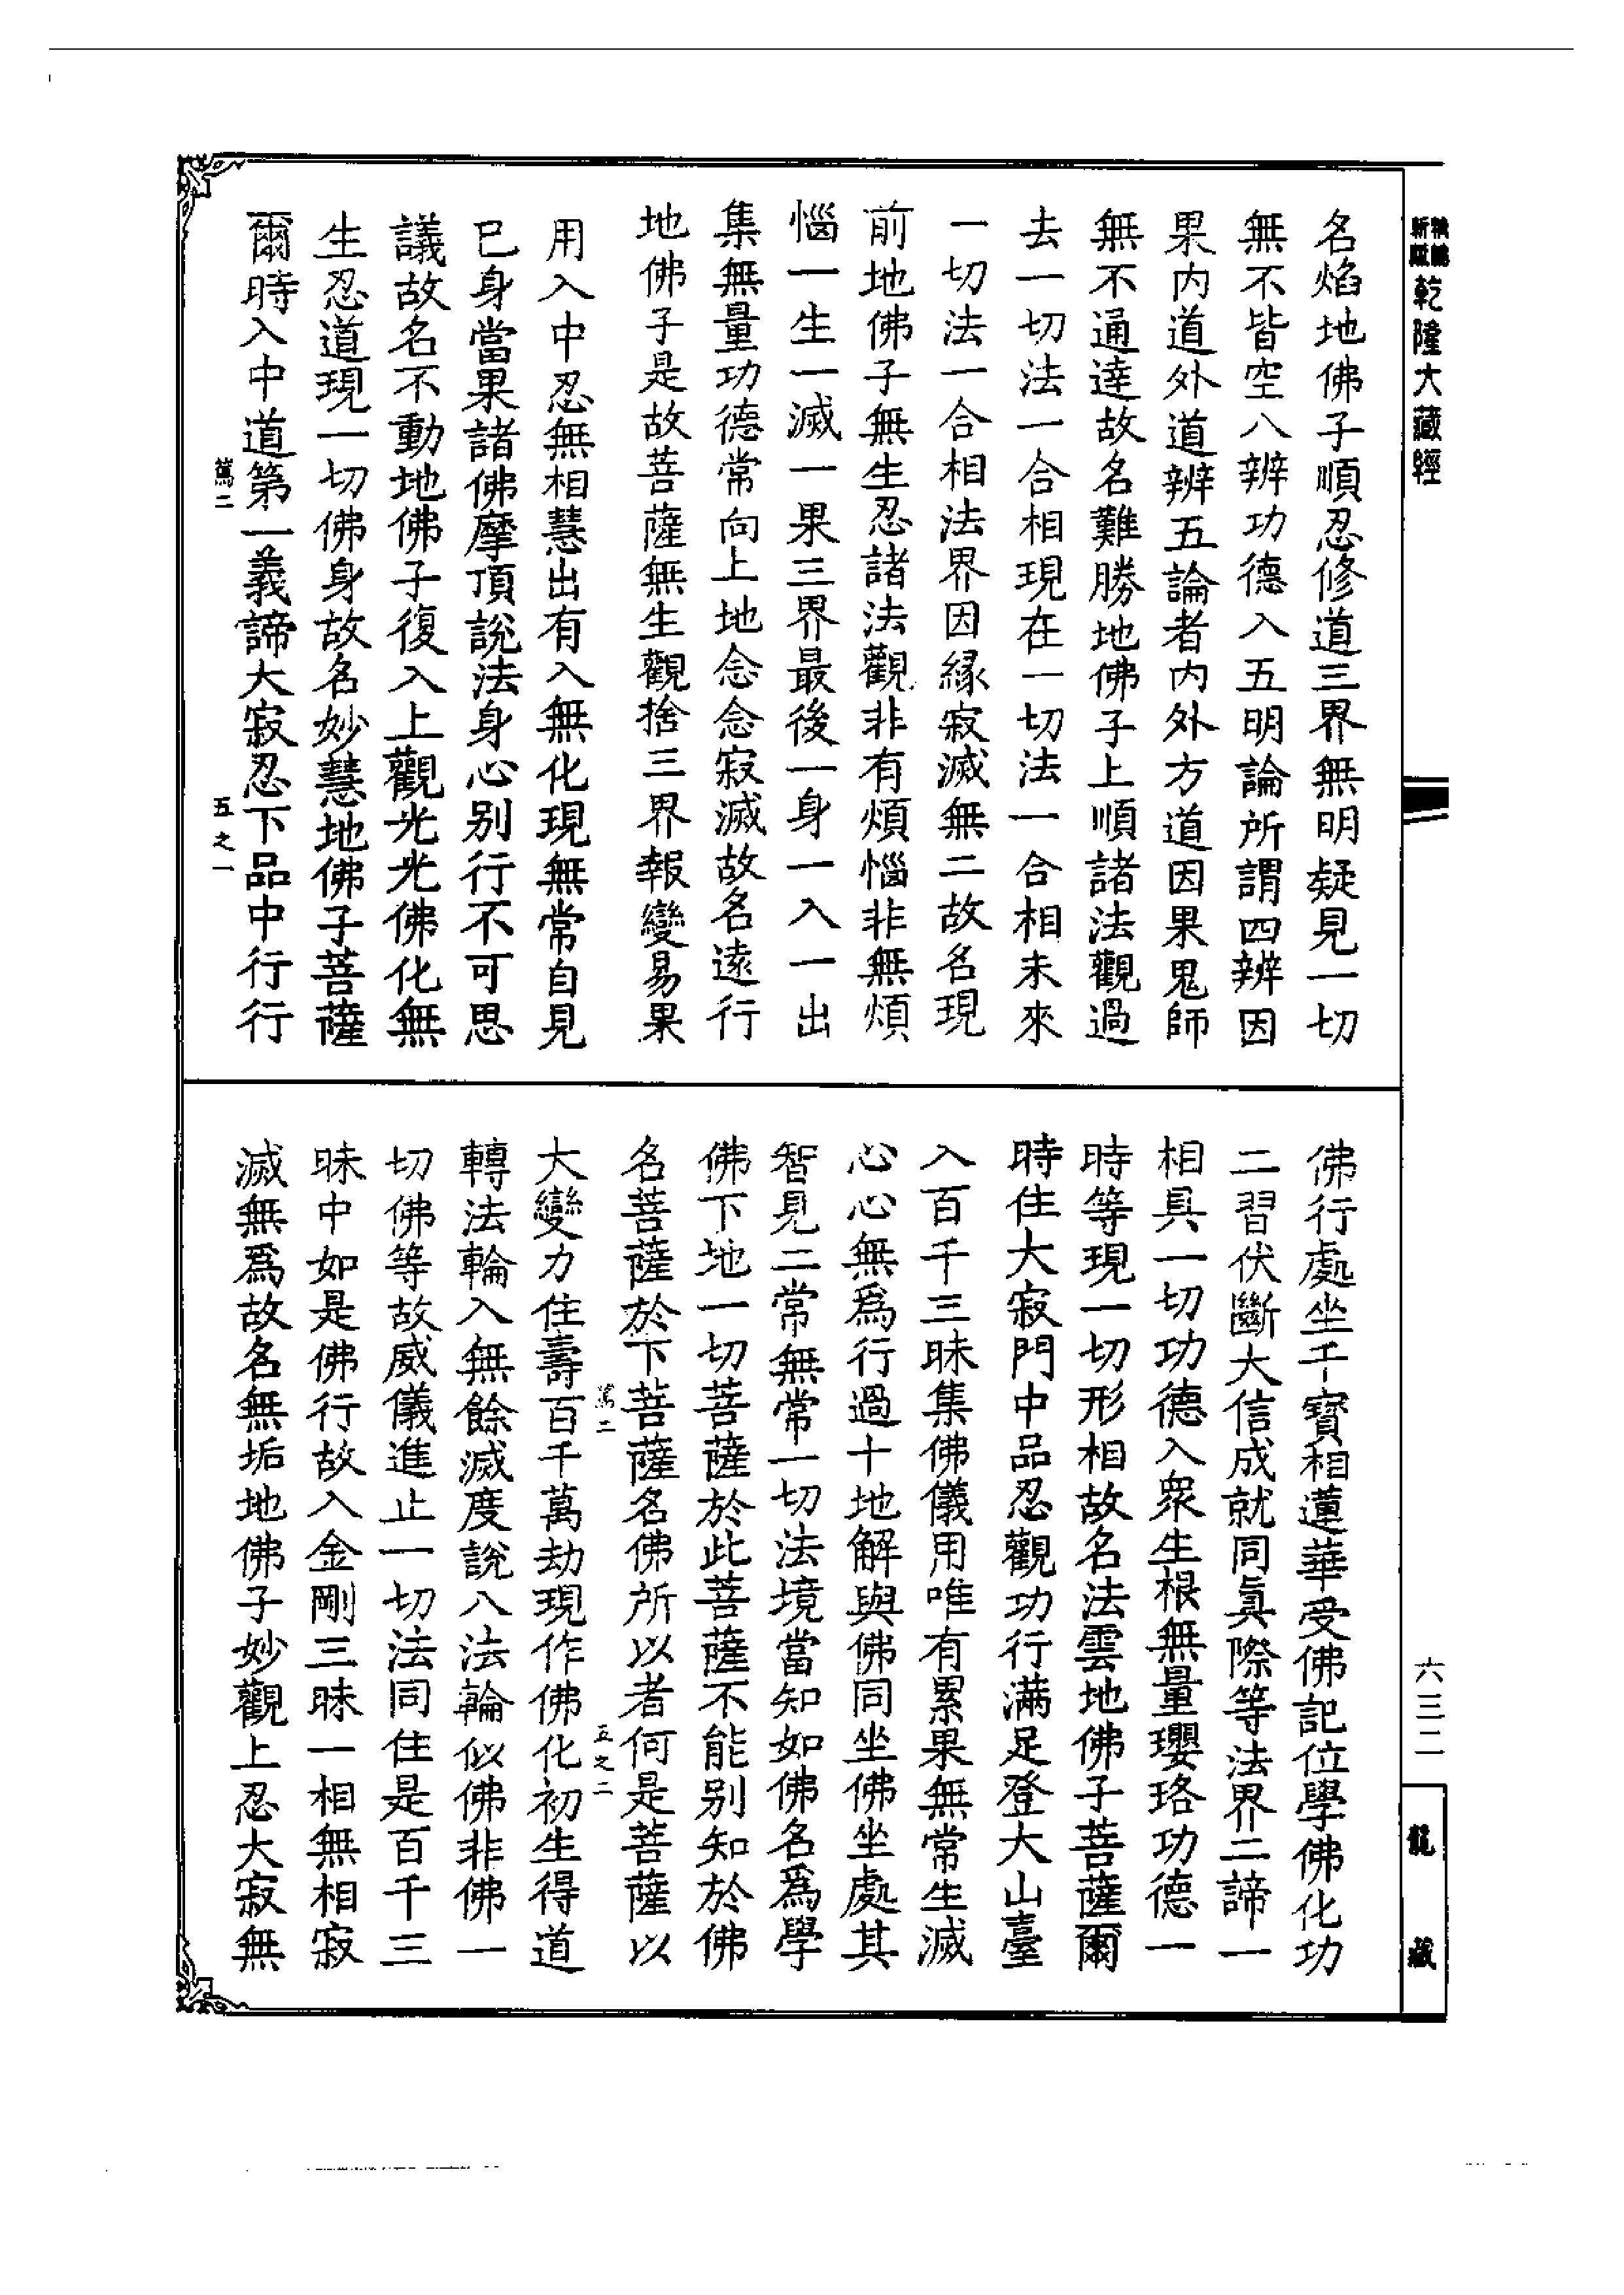 新版 乾隆大藏經
名焰地佛子順忍修道三界無明疑見一切
無不皆空八辨功德入五明論所謂四辨因
果内道外道辨五論者内外方道因果鬼師
無不通達故名難勝地佛子上順諸法觀過
去一切法一合相現在一切法一合相未來
一切法一合相法界因縁寂滅無二故名現
前地佛子無生忍諸法觀非有煩惱非無煩
惱一生一滅一果三界最後一身一入一出
集無量功德常向上地念念寂滅故名遠行
地佛子是故菩薩無生觀捨三界報變易果
用入中忍無相慧出有入無化現無常自見
已身當果諸佛摩頂說法身心别行不可思
議故名不動地佛子復入上觀光光佛化無
生忍道現一切佛身故名妙慧地佛子菩薩
爾時入中道第一義諦大寂忍下品中行行
篤二 五之一
佛行處坐千寶相蓮華受佛記位學佛化功
二習伏斷大信成就同眞際等法界二諦一
相具一切功德入衆生根無量瓔珞功德一
時等現一切形相故名法雲地佛子菩薩爾
時住大寂門中品忍觀功行滿足登大山臺
入百千三昧集佛儀用唯有累果無常生滅
心心無爲行過十地解與佛同坐佛坐處其
智見二常無常一切法境當知如佛名爲學
佛下地一切菩薩於此菩薩不能别知於佛
名菩薩於下菩薩名佛所以者何是菩薩以
篤二 五之二
大變力住壽百千萬劫現作佛化初生得道
轉法輪入無餘滅度說八法輪似佛非佛一
切佛等故威儀進止一切法同住是百千三
昧中如是佛行故入金剛三昧一相無相寂
滅無爲故名無垢地佛子妙觀上忍大寂無
六三二
龍藏